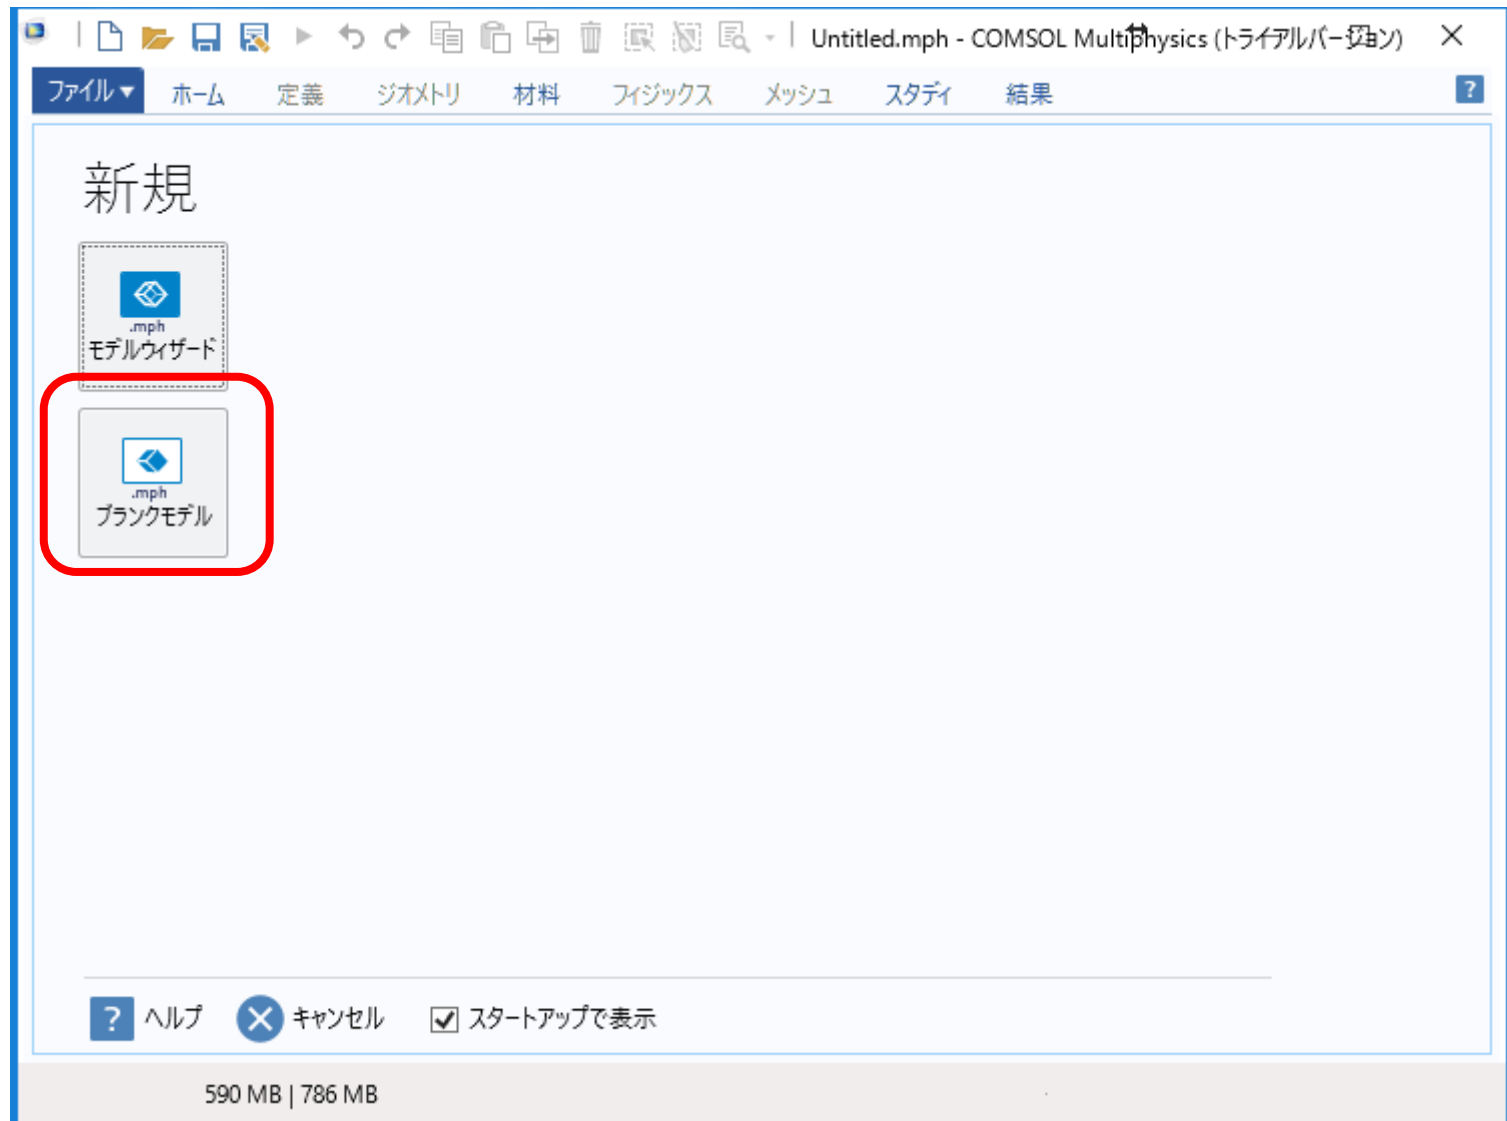 Untitled.mph - COMSOL Multiphysics (トライアルバージョン)
ファイル ホーム 定義 ジオメトリ 材料 フィジックス メッシュ スタディ 結果 ?
新規
.mph
モデルウィザード
.mph
ブランクモデル
? ヘルプ キャンセル スタートアップで表示
590 MB | 786 MB